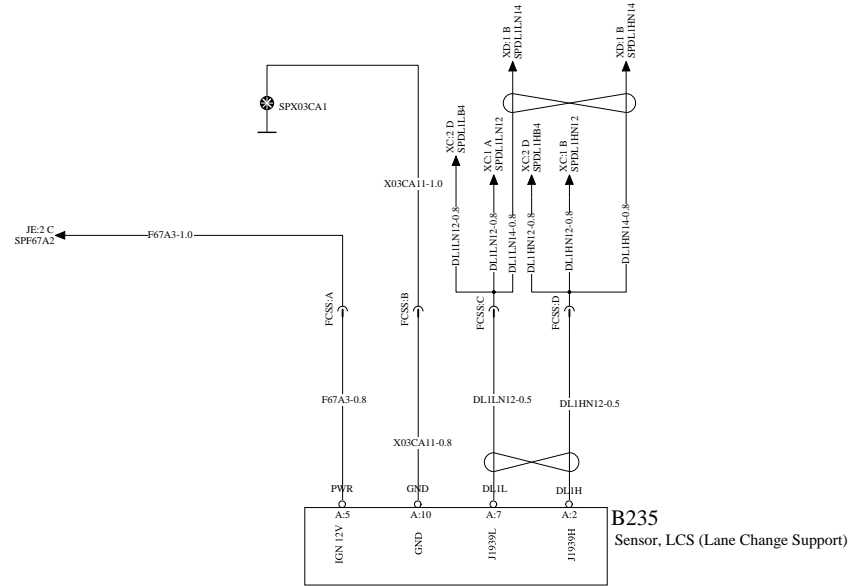 XD:1 B
SPDL1LN14
XD:1 B
SPDL1HN14
SPX03CA1
XC:2 D
SPDL1LB4
XC:1 A
SPDL1LN12
XC:2 D
SPDL1HB4
XC:1 B
SPDL1HN12
X03CA11-1.0
JE:2 C
SPF67A2
F67A3-1.0
DL1LN12-0.8
DL1LN12-0.8
DL1LN14-0.8
DL1HN12-0.8
DL1HN12-0.8
DL1HN14-0.8
FCSS:A
FCSS:B
FCSS:C
FCSS:D
F67A3-0.8
DL1LN12-0.5
DL1HN12-0.5
X03CA11-0.8
PWR
GND
DL1L
DL1H
A:5
A:10
A:7
A:2
B235
Sensor, LCS (Lane Change Support)
IGN 12V
GND
J1939L
J1939H